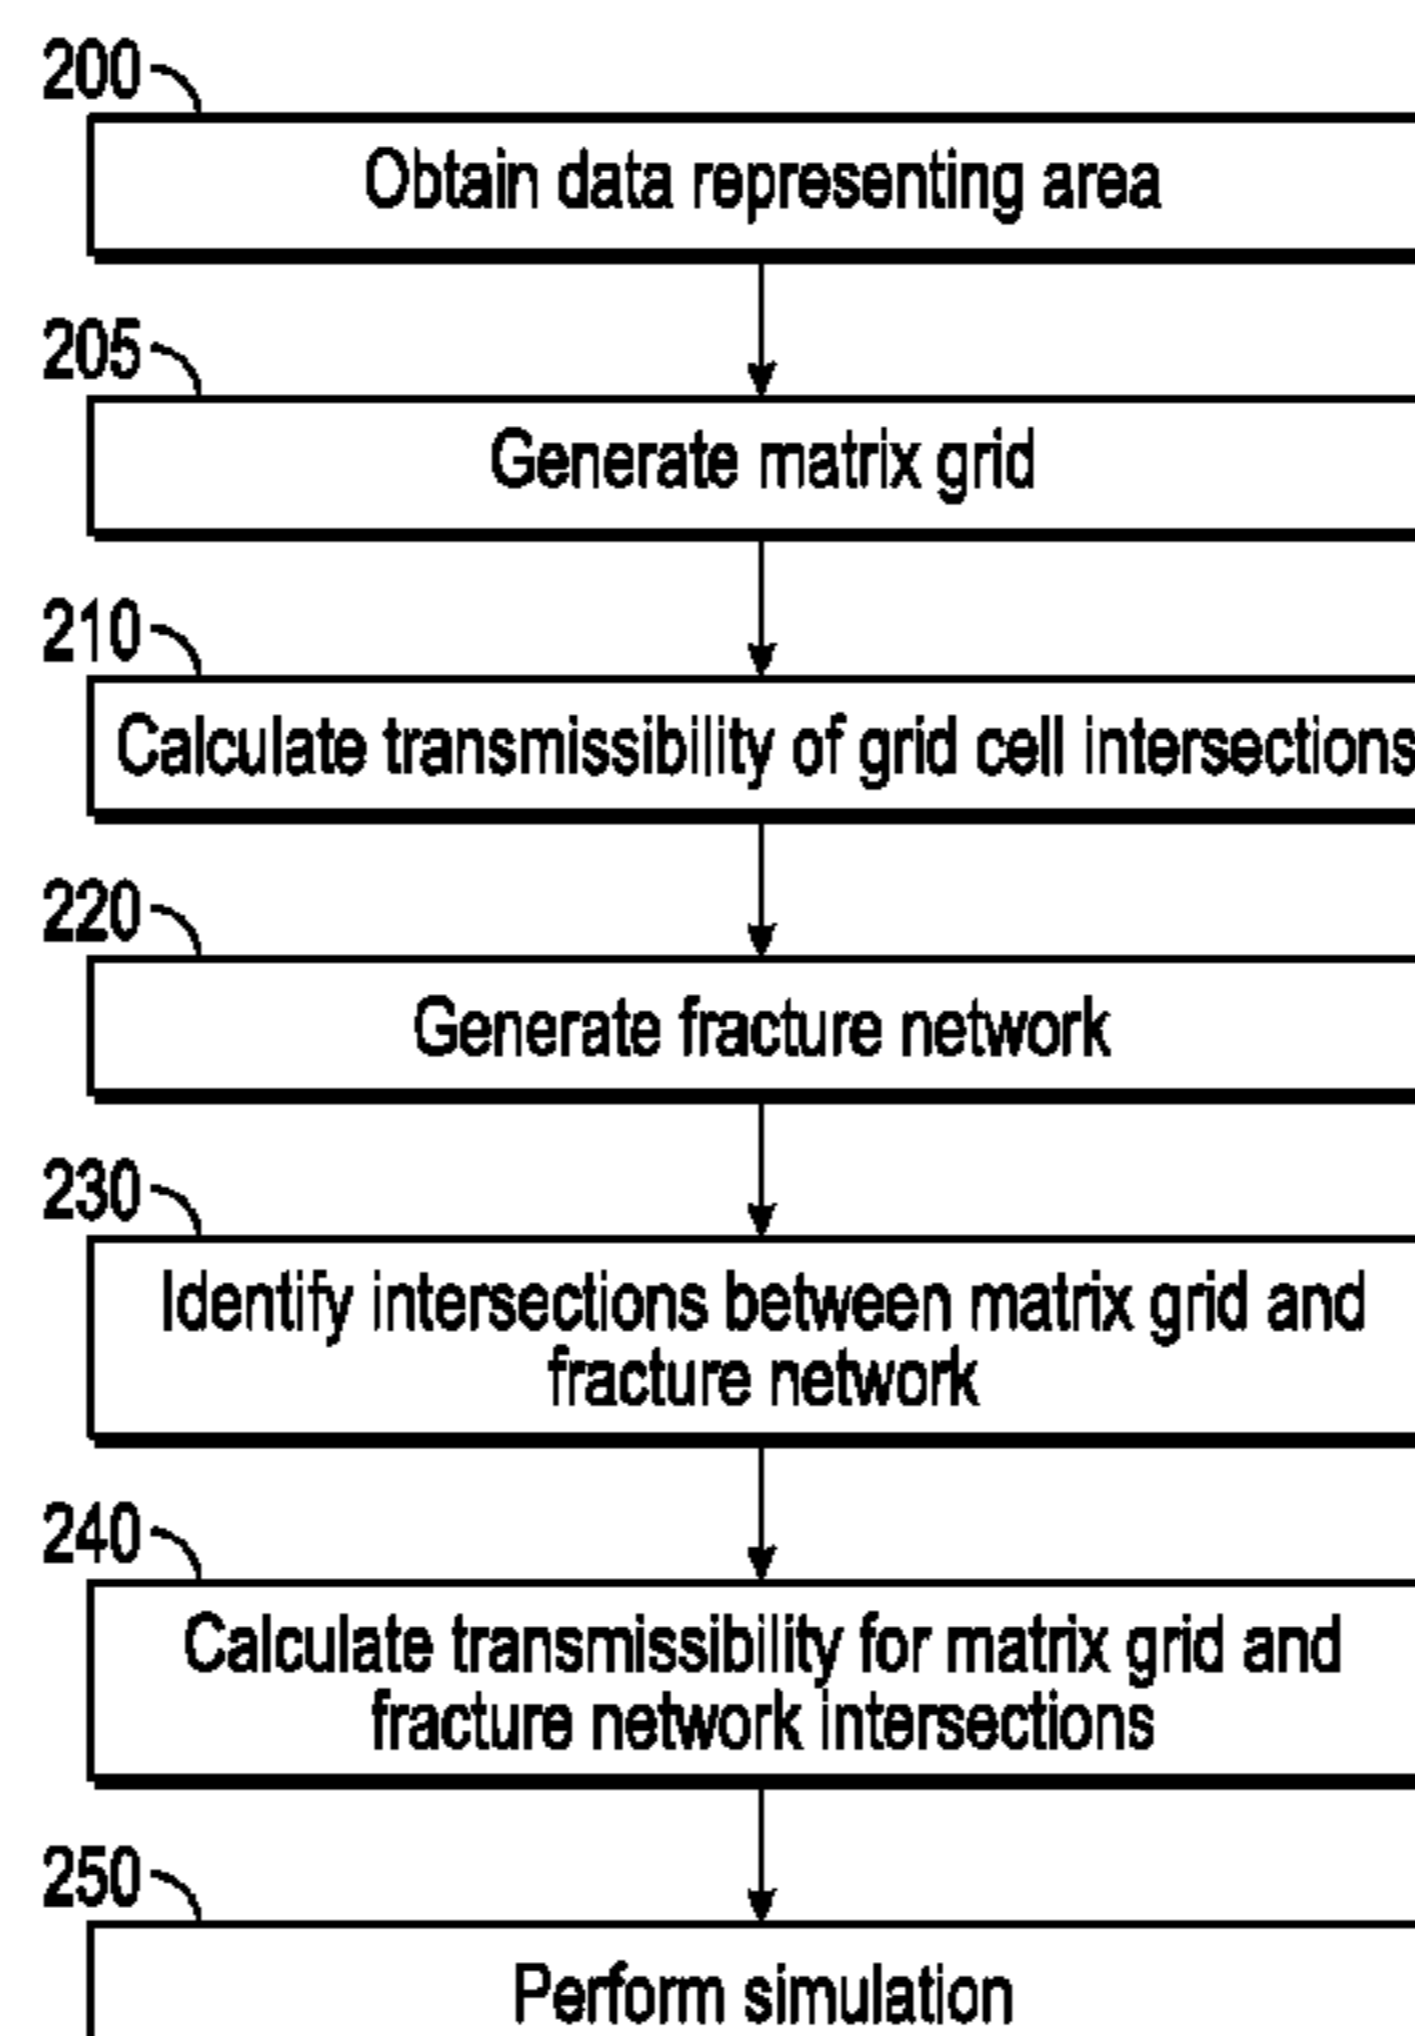 200
Obtain data representing area
205
Generate matrix grid
210
Calculate transmissibility of grid cell intersections
220
Generate fracture network
230
Identify intersections between matrix grid and
fracture network
240
Calculate transmissibility for matrix grid and
fracture network intersections
250
Perform simulation